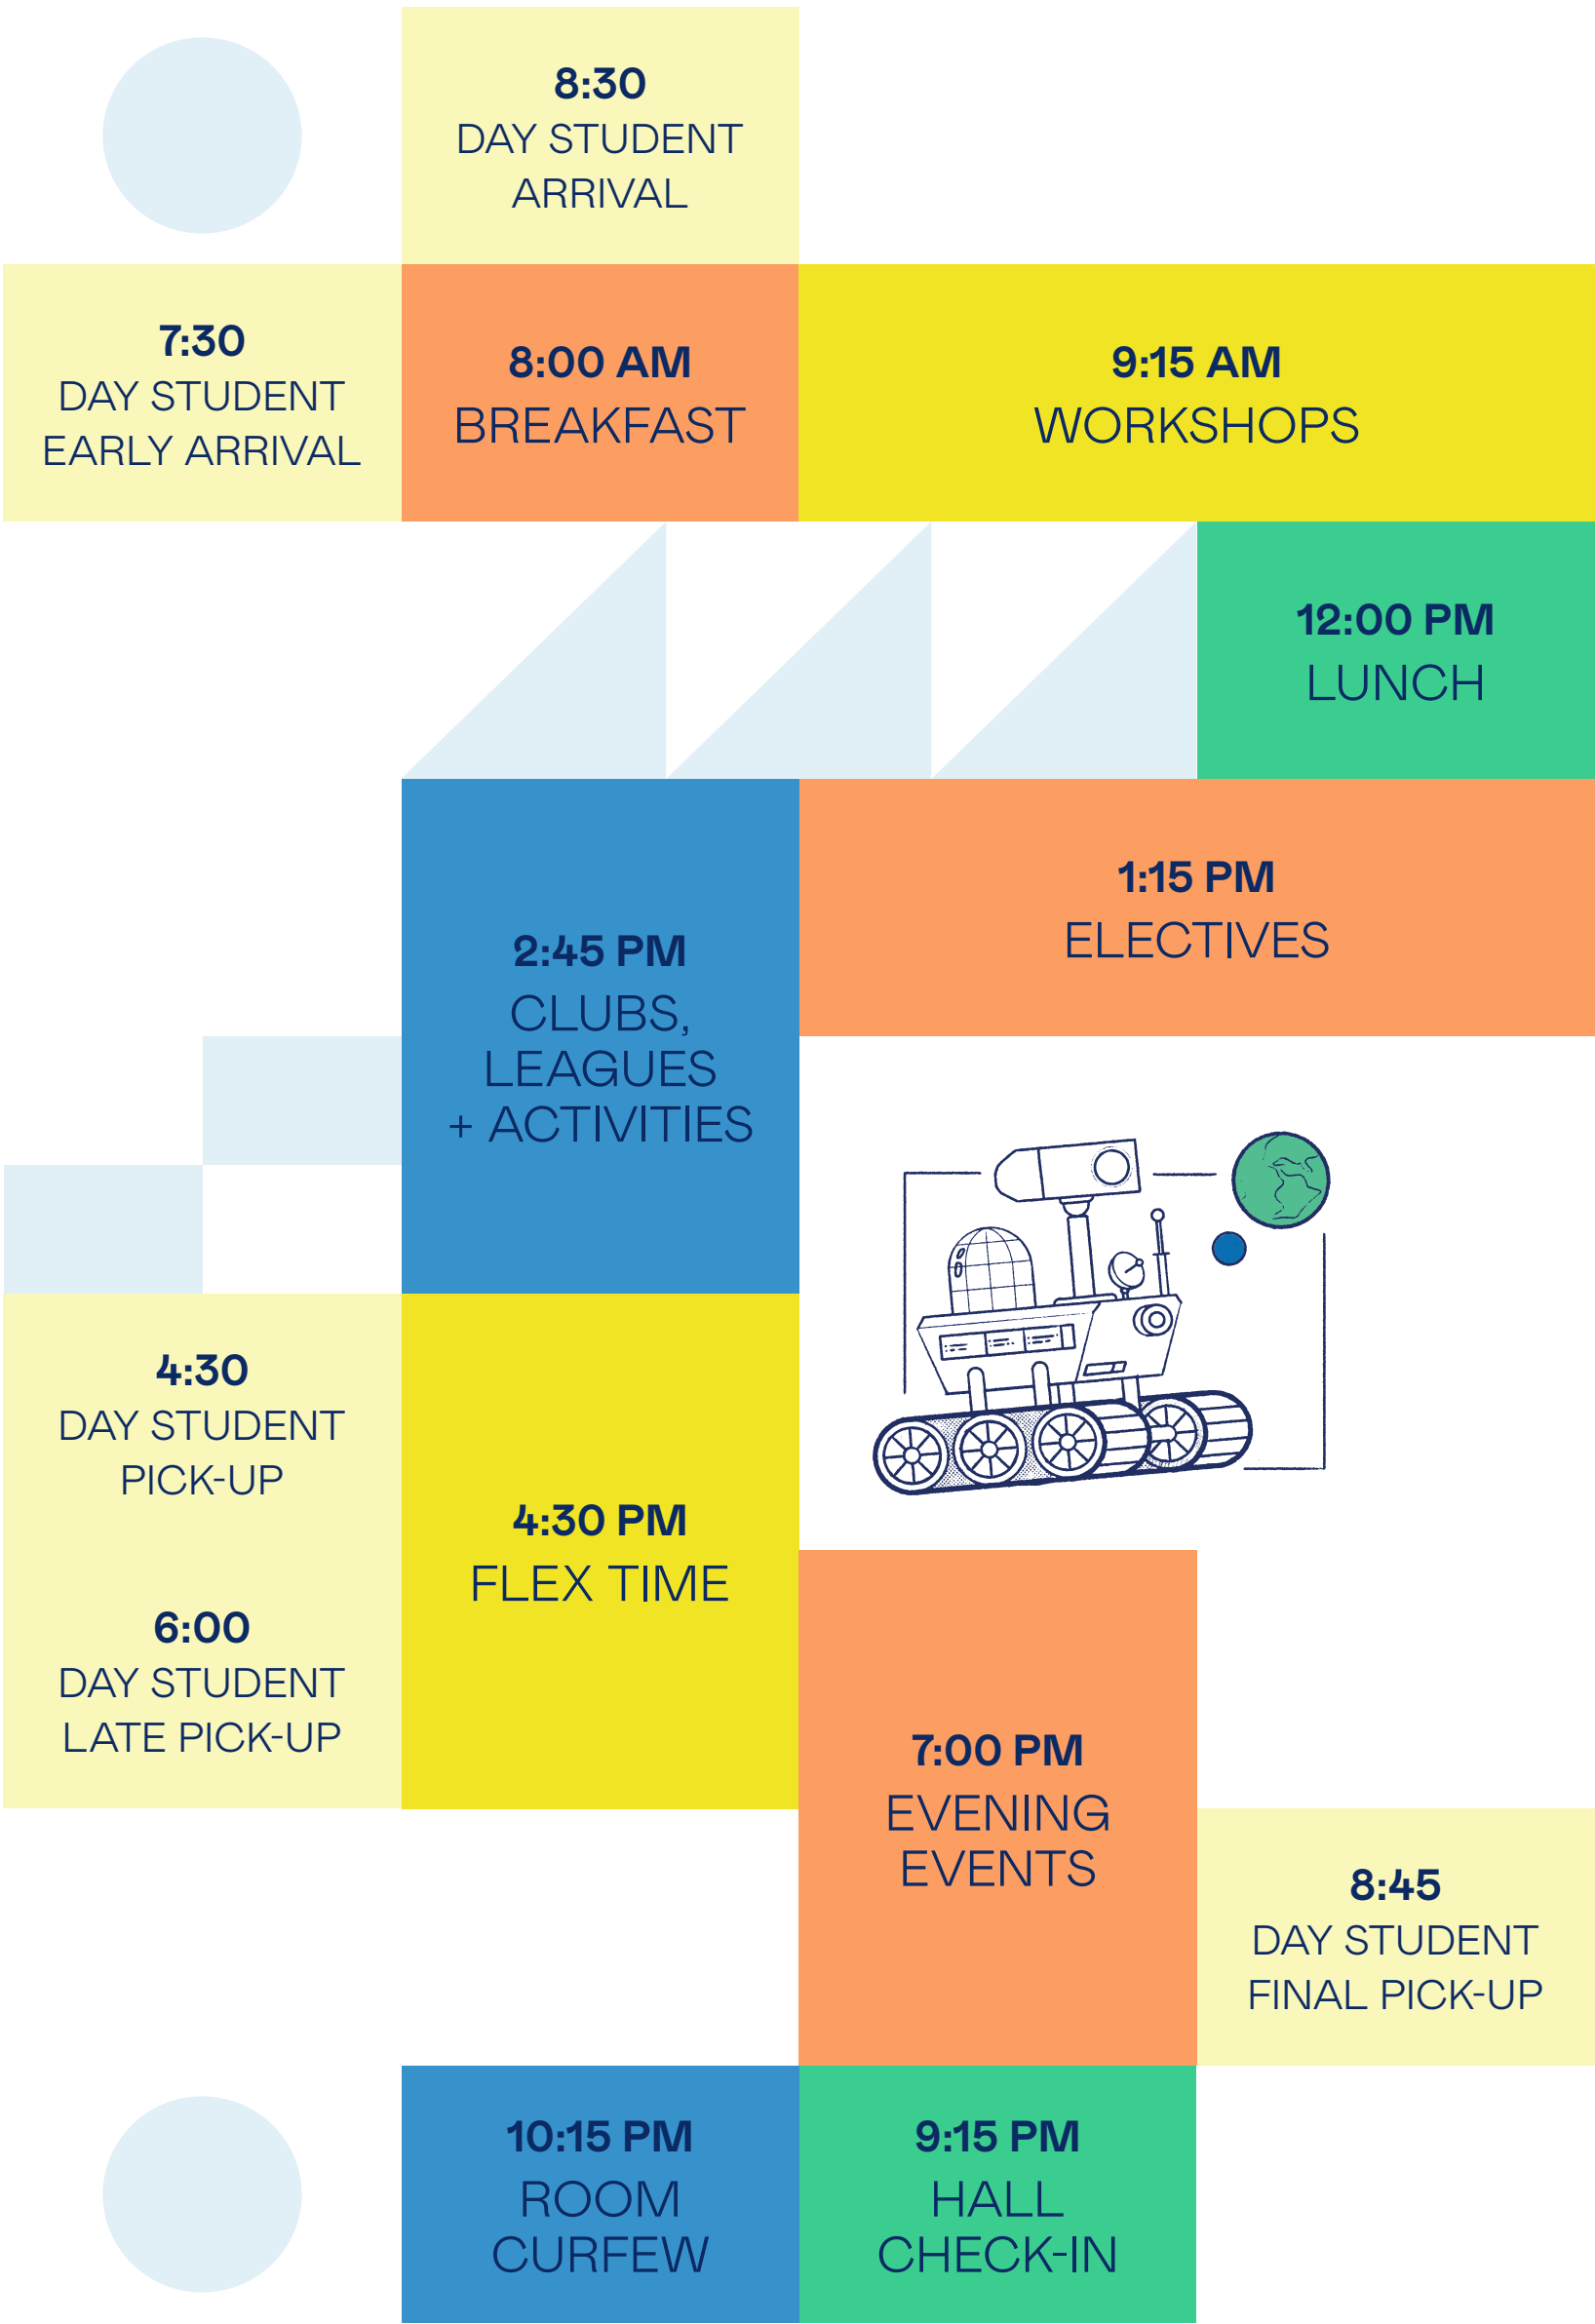 8:30
DAY STUDENT
ARRIVAL
7:30
DAY STUDENT
EARLY ARRIVAL
8:00 AM
BREAKFAST
9:15 AM
WORKSHOPS
12:00 PM
LUNCH
1:15 PM
ELECTIVES
2:45 PM
CLUBS,
LEAGUES
+ ACTIVITIES
4:30
DAY STUDENT
PICK-UP
6:00
DAY STUDENT
LATE PICK-UP
4:30 PM
FLEX TIME
7:00 PM
EVENING
EVENTS
8:45
DAY STUDENT
FINAL PICK-UP
10:15 PM
ROOM
CURFEW
9:15 PM
HALL
CHECK-IN